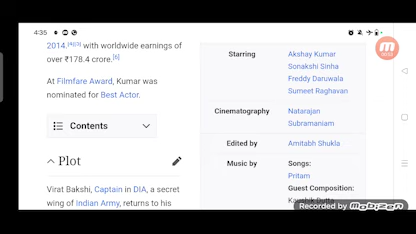 4:35
2014.[4][5] with worldwide earnings of
over ₹178.4 crore.[6]
At Filmfare Award, Kumar was
nominated for Best Actor.
Contents
Plot
Virat Bakshi, Captain in DIA, a secret
wing of Indian Army, returns to his
Starring
Akshay Kumar
Sonakshi Sinha
Freddy Daruwala
Sumeet Raghavan
Cinematography
Natarajan
Subramaniam
Edited by
Amitabh Shukla
Music by
Songs:
Pritam
Guest Composition:
Kaushik Dutta
Recorded by Mobizen